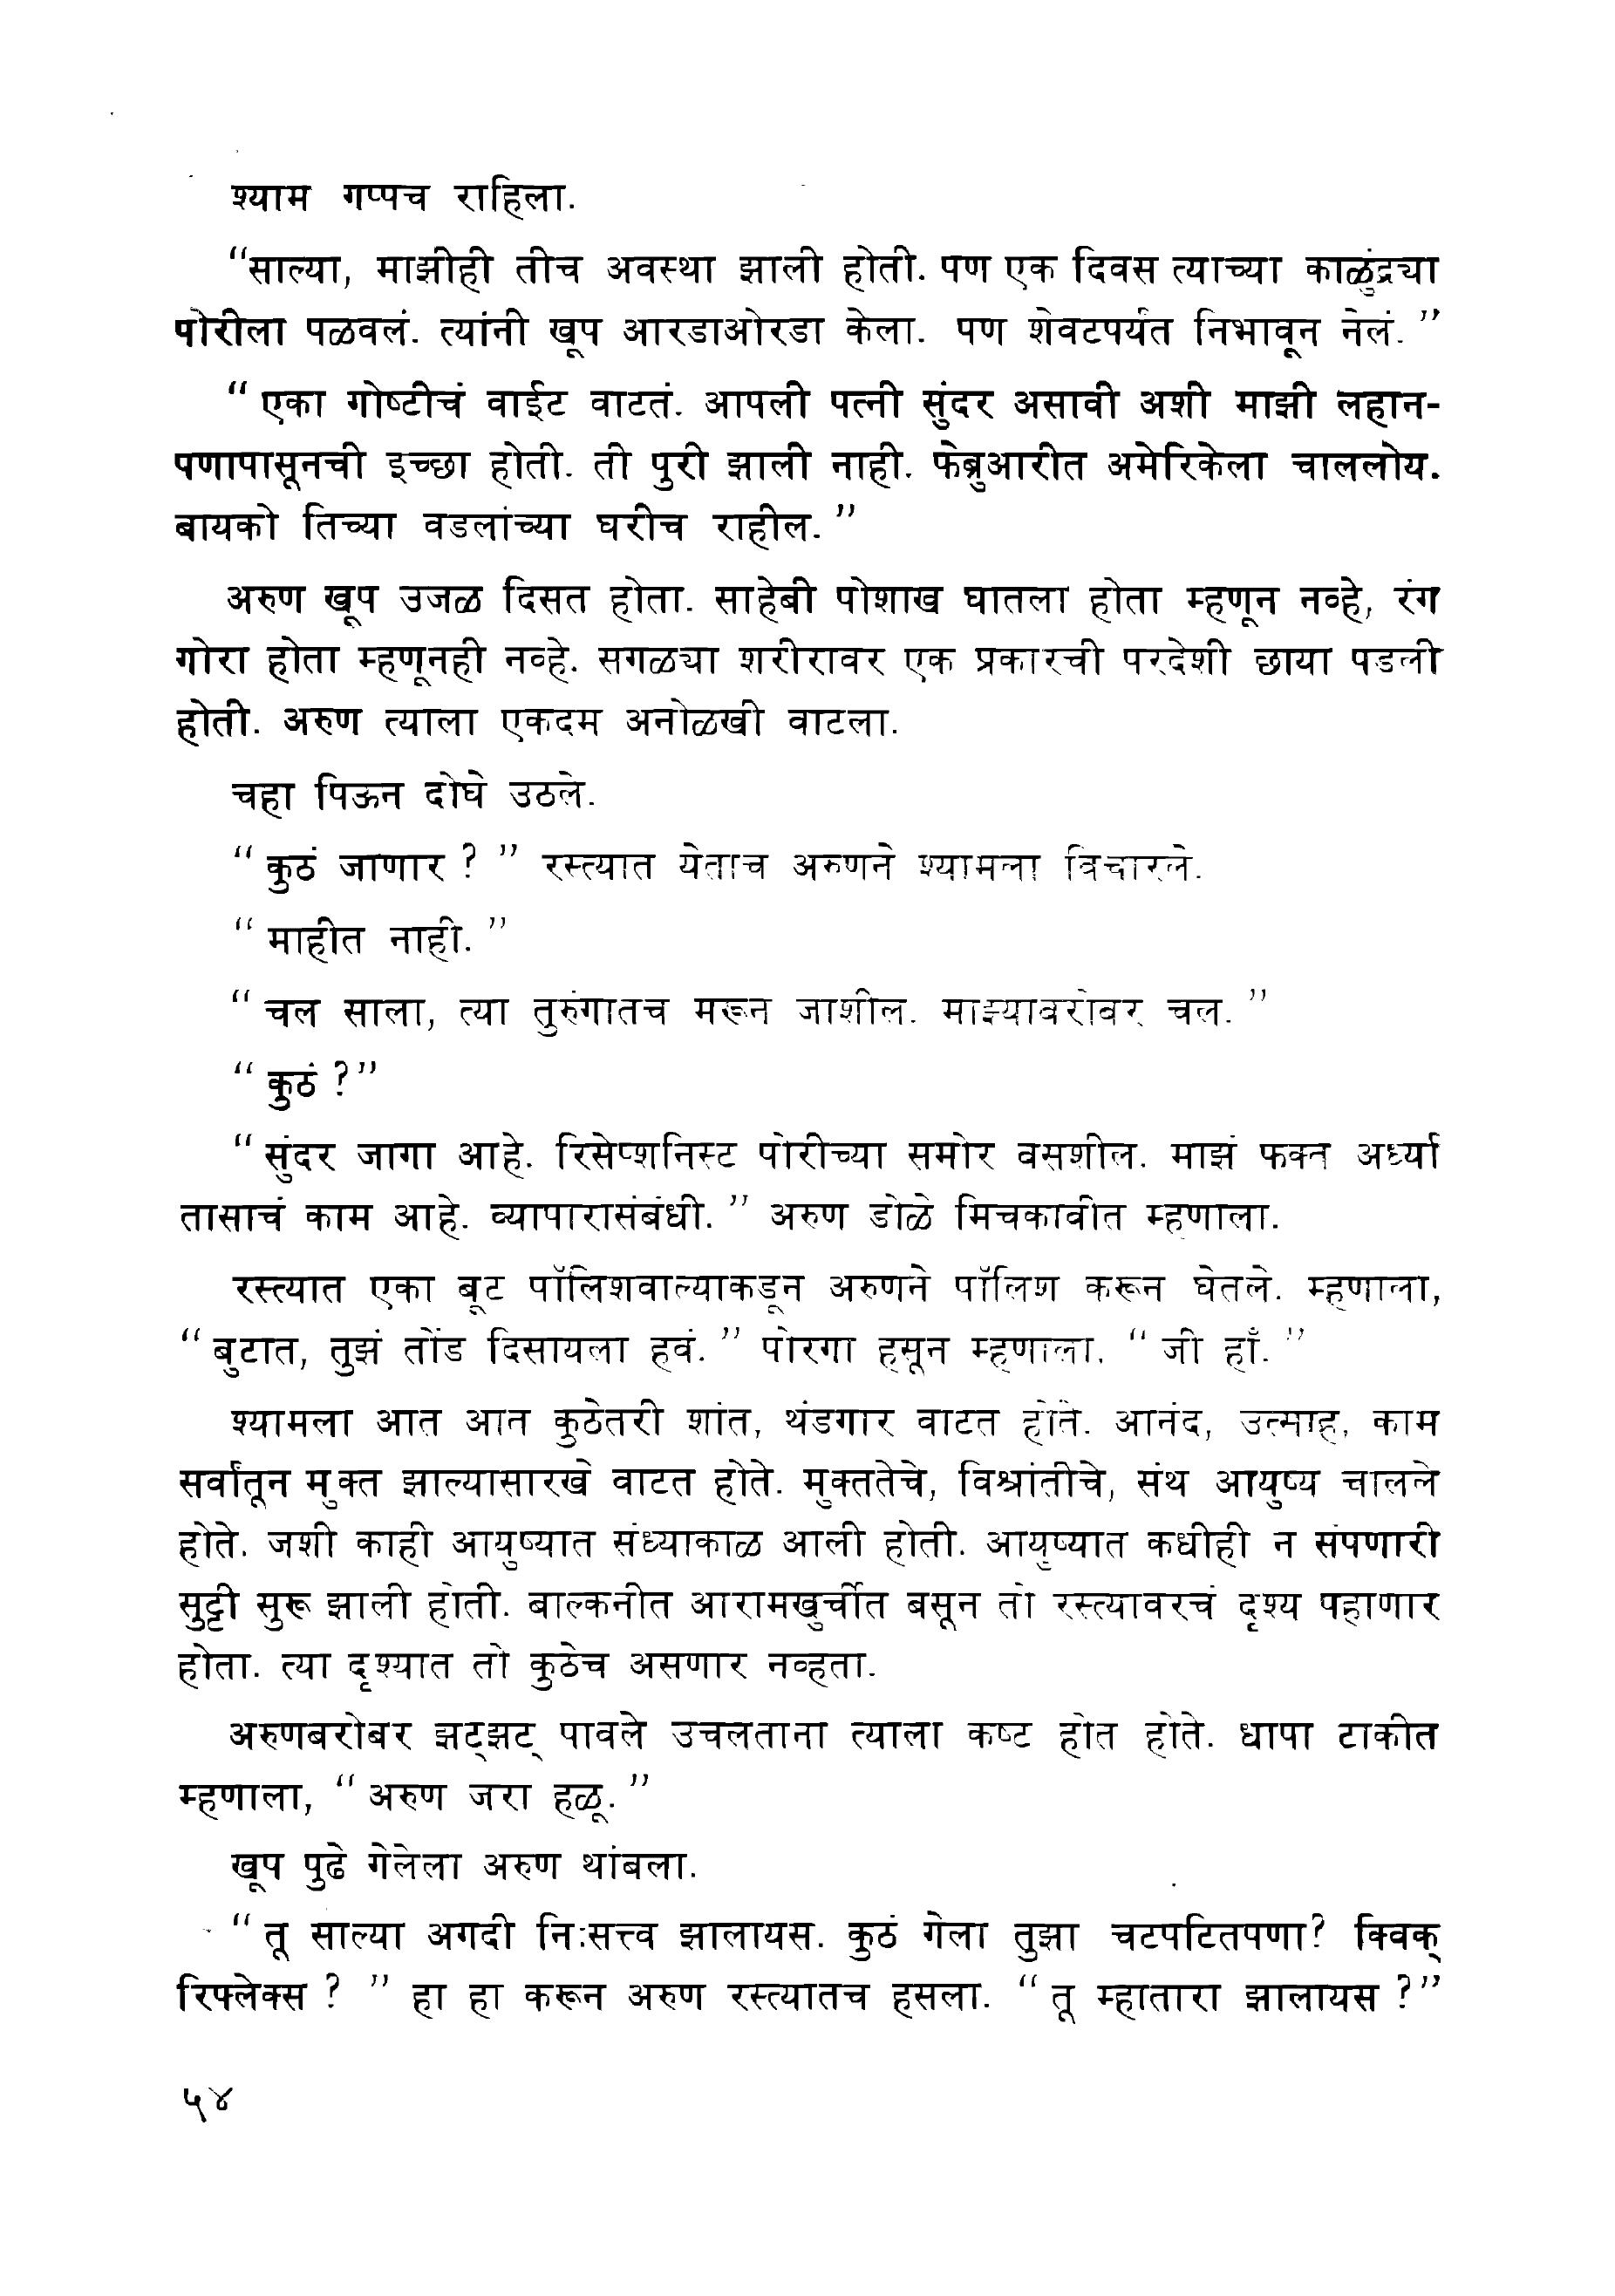 श्याम गप्पच राहिला.
“साल्या, माझीही तीच अवस्था झाली होती. पण एक दिवस त्याच्या काळुंद्र्या
पोरीला पळवलं. त्यांनी खूप आरडाओरडा केला. पण शेवटपर्यंत निभावून नेलं.”
“ एका गोष्टीचं वाईट वाटतं. आपली पत्नी सुंदर असावी अशी माझी लहान-
पणापासूनची इच्छा होती. ती पुरी झाली नाही. फेब्रुआरीत अमेरिकेला चाललोय.
बायको तिच्या वडलांच्या घरीच राहील.”
अरुण खूप उजळ दिसत होता. साहेबी पोशाख घातला होता म्हणून नव्हे, रंग
गोरा होता म्हणूनही नव्हे. सगळ्या शरीरावर एक प्रकारची परदेशी छाया पडली
होती. अरुण त्याला एकदम अनोळखी वाटला.
चहा पिऊन दोघे उठले.
“ कुठं जाणार ? ” रस्त्यात येताच अरुणने श्यामला विचारले.
“ माहीत नाही. ”
“ चल साला, त्या तुरुंगातच मरून जाशील. माझ्याबरोबर चल. ”
“ कुठं ?”
“ सुंदर जागा आहे. रिसेप्शनिस्ट पोरीच्या समोर बसशील. माझं फक्त अर्ध्या
तासाचं काम आहे. व्यापारासंबंधी. ” अरुण डोळे मिचकावीत म्हणाला.
रस्त्यात एका बूट पॉलिशवाल्याकडून अरुणने पॉलिश करून घेतले. म्हणाला,
“ बुटात, तुझं तोंड दिसायला हवं. ” पोरगा हसून म्हणाला. “ जी हाँ. ”
श्यामला आत आत कुठेतरी शांत, थंडगार वाटत होते. आनंद, उत्साह, काम
सर्वांतून मुक्त झाल्यासारखे वाटत होते. मुक्ततेचे, विश्रांतीचे, संथ आयुष्य चालले
होते. जशी काही आयुष्यात संध्याकाळ आली होती. आयुष्यात कधीही न संपणारी
सुट्टी सुरू झाली होती. बाल्कनीत आरामखुर्चीत बसून तो रस्त्यावरचं दृश्य पहाणार
होता. त्या दृश्यात तो कुठेच असणार नव्हता.
अरुणबरोबर झट्झट् पावले उचलताना त्याला कष्ट होत होते. धापा टाकीत
म्हणाला, “ अरुण जरा हळू. ”
खूप पुढे गेलेला अरुण थांबला.
“ तू साल्या अगदी निःसत्त्व झालायस. कुठं गेला तुझा चटपटितपणा? क्विक्
रिफ्लेक्स ? ” हा हा करून अरुण रस्त्यातच हसला. “ तू म्हातारा झालायस ?”
५४